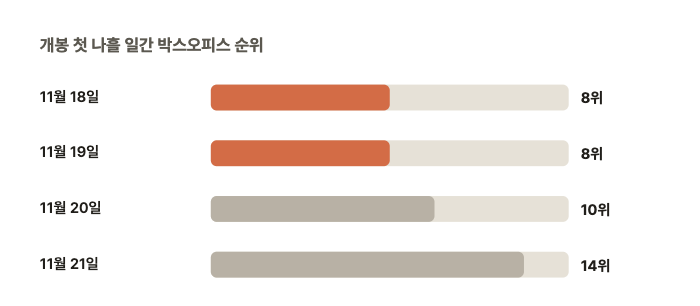 개봉 첫 나흘 일간 박스오피스 순위
11월 18일 8위
11월 19일 8위
11월 20일 10위
11월 21일 14위